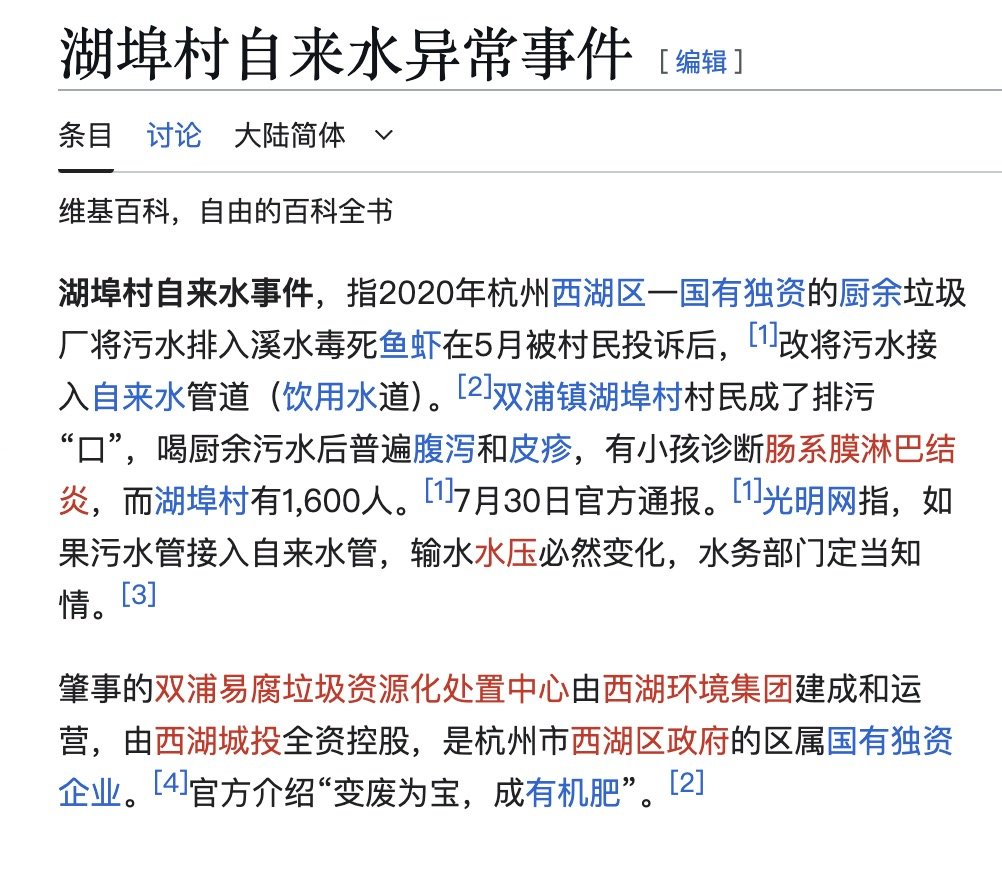 湖埠村自来水异常事件 [ 编辑 ]
条目 讨论 大陆简体
维基百科，自由的百科全书
湖埠村自来水事件，指2020年杭州西湖区一国有独资的厨余垃圾
厂将污水排入溪水毒死鱼虾在5月被村民投诉后，[1]改将污水接
入自来水管道（饮用水道）。[2]双浦镇湖埠村村民成了排污
“口”，喝厨余污水后普遍腹泻和皮疹，有小孩诊断肠系膜淋巴结
炎，而湖埠村有1,600人。[1]7月30日官方通报。[1]光明网指，如
果污水管接入自来水管，输水水压必然变化，水务部门定当知
情。[3]
肇事的双浦易腐垃圾资源化处置中心由西湖环境集团建成和运
营，由西湖城投全资控股，是杭州市西湖区政府的区属国有独资
企业。[4]官方介绍“变废为宝，成有机肥”。[2]